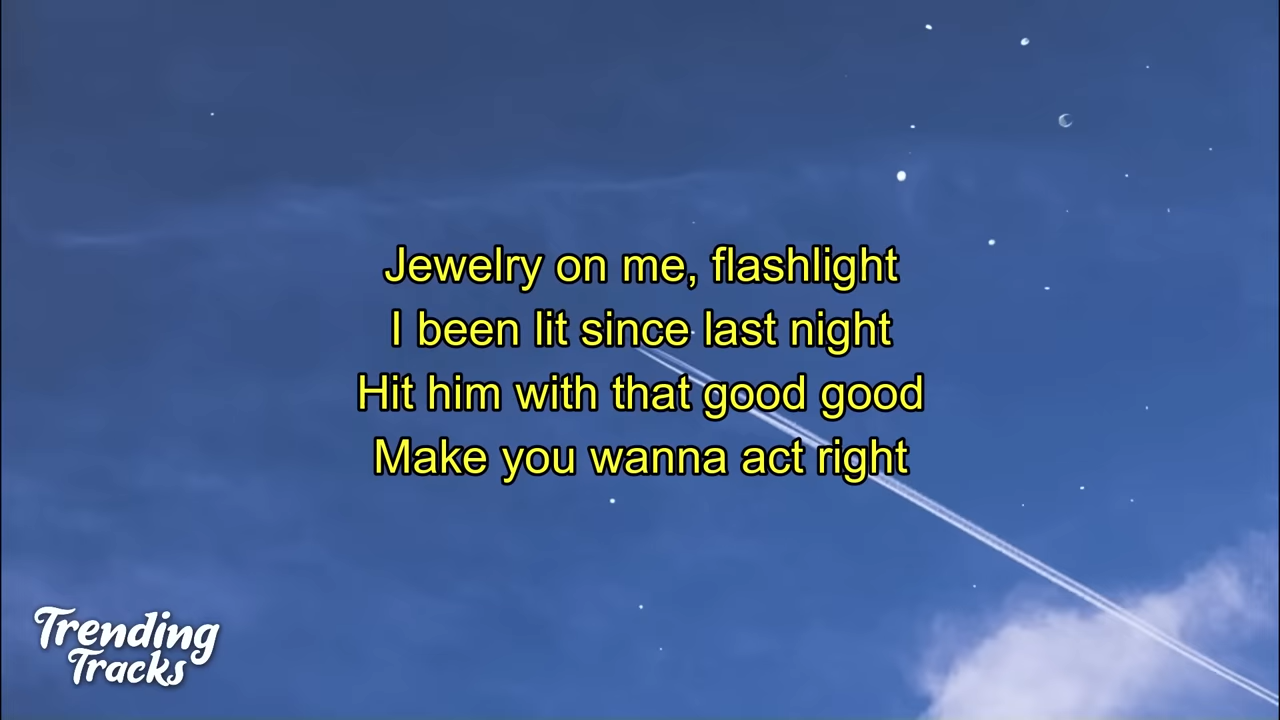 Jewelry on me, flashlight
I been lit since last night
Hit him with that good good
Make you wanna act right
Trending
Tracks